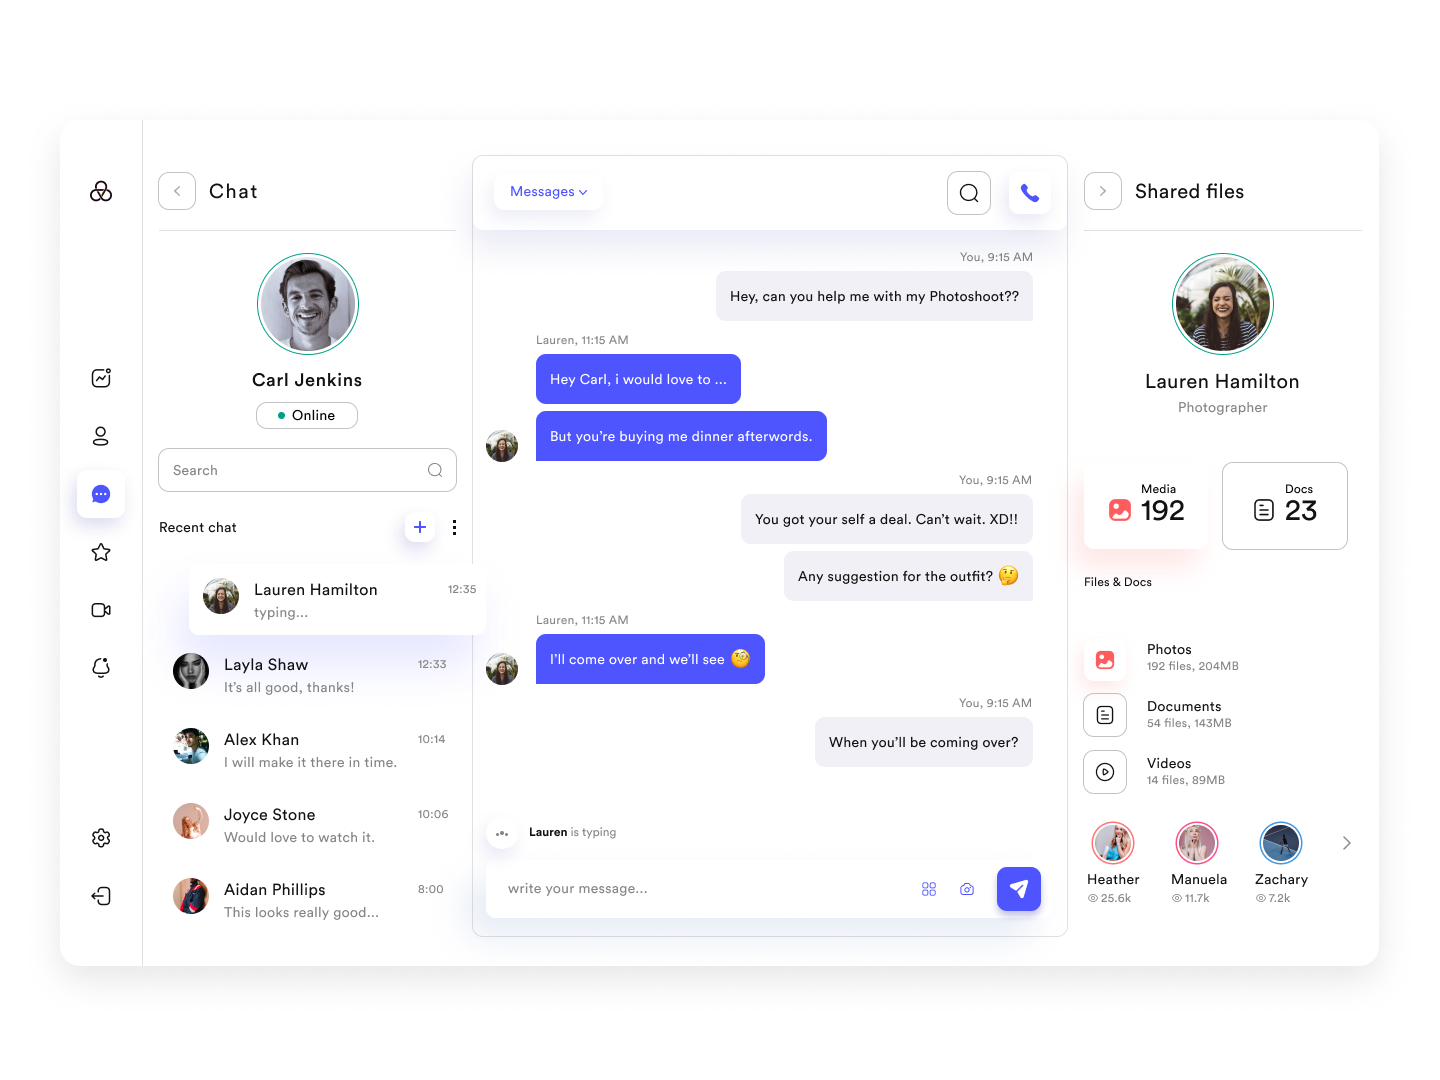 Chat
Carl Jenkins
Online
Search
Recent chat
Lauren Hamilton
12:35
typing...
Layla Shaw
12:33
It's all good, thanks!
Alex Khan
10:14
I will make it there in time.
Joyce Stone
10:06
Would love to watch it.
Aidan Phillips
8:00
This looks really good...
Messages
You, 9:15 AM
Hey, can you help me with my Photoshoot??
Lauren, 11:15 AM
Hey Carl, i would love to ...
But you're buying me dinner afterwords.
You, 9:15 AM
You got your self a deal. Can't wait. XD!!
Any suggestion for the outfit? 🤔
Lauren, 11:15 AM
I'll come over and we'll see 🧐
You, 9:15 AM
When you'll be coming over?
Lauren is typing
write your message...
Shared files
Lauren Hamilton
Photographer
Media
192
Docs
23
Files & Docs
Photos
192 files, 204MB
Documents
54 files, 143MB
Videos
14 files, 89MB
Heather
25.6k
Manuela
11.7k
Zachary
7.2k